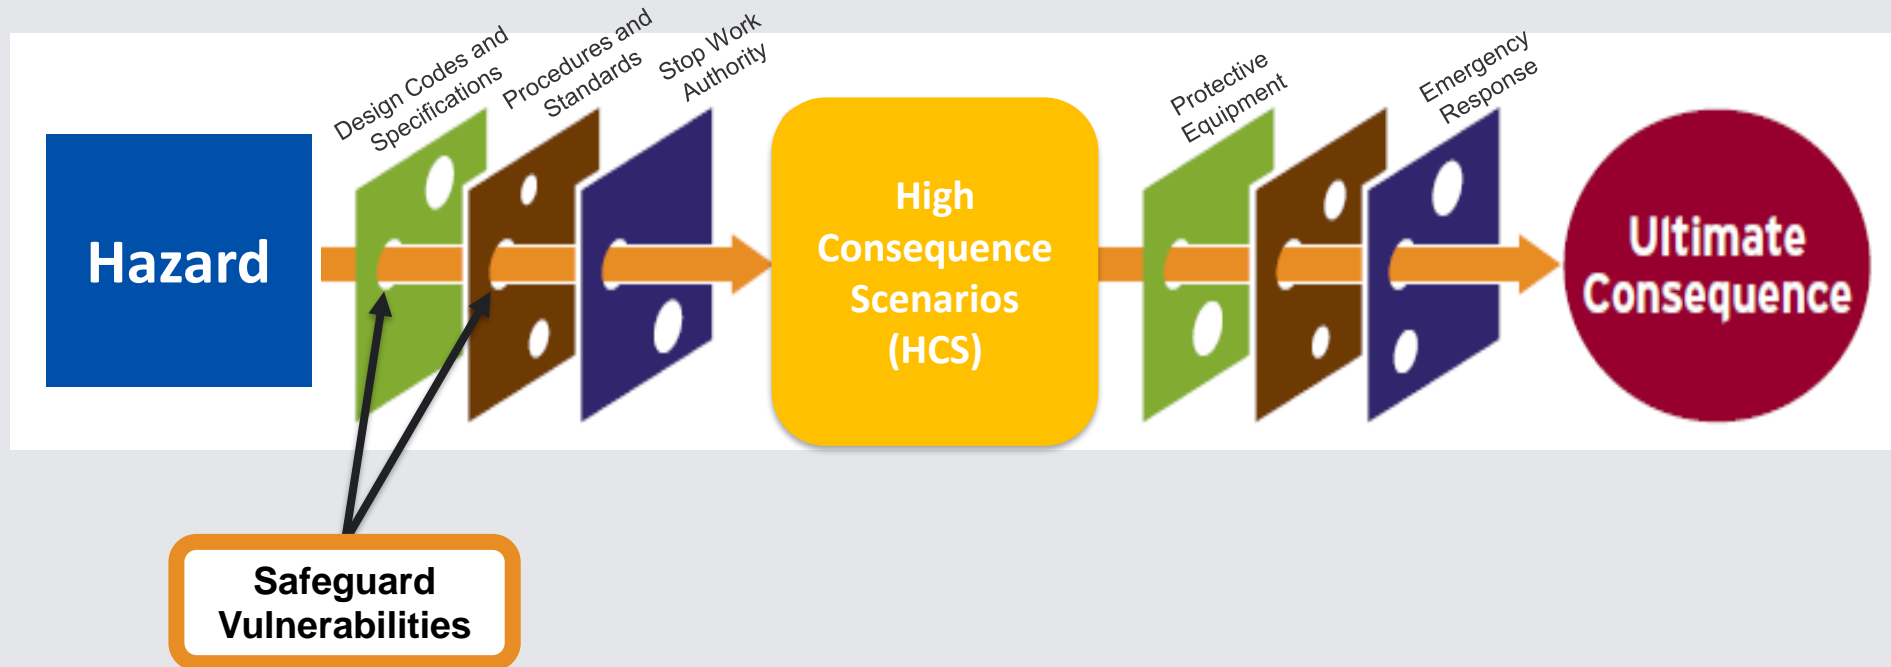 Design Codes and
Specifications
Procedures and
Standards
Stop Work
Authority
Protective
Equipment
Emergency
Response
Hazard
High
Consequence
Scenarios
(HCS)
Ultimate
Consequence
Safeguard
Vulnerabilities